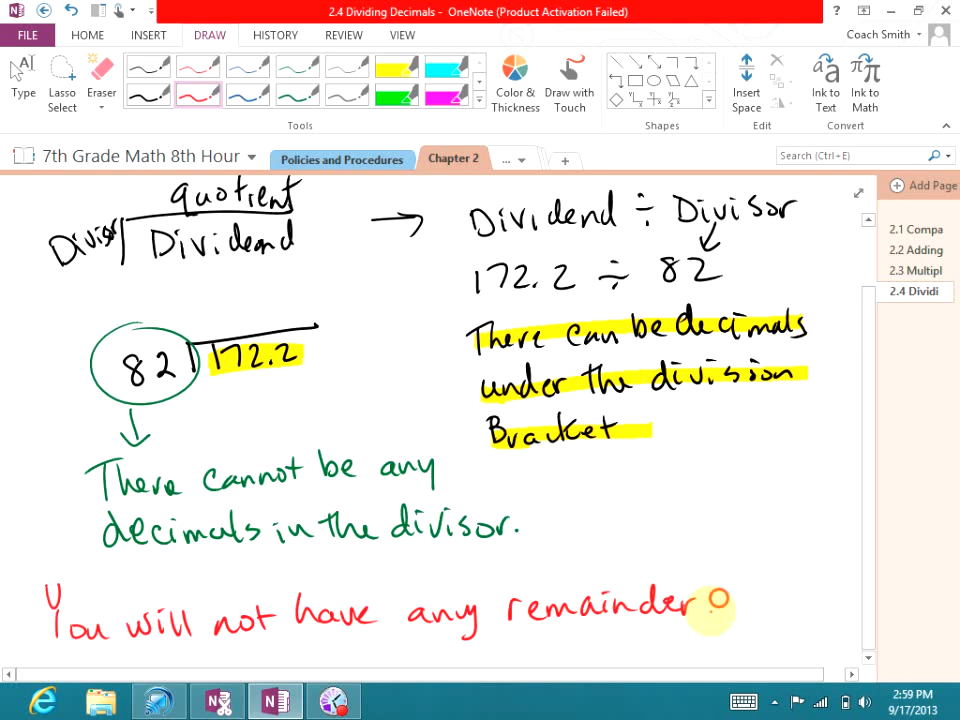 2.4 Dividing Decimals - OneNote (Product Activation Failed)
FILE HOME INSERT DRAW HISTORY REVIEW VIEW Coach Smith
Type Lasso Select Eraser Color & Thickness Draw with Touch Insert Space Ink to Text Ink to Math
Tools Shapes Edit Convert
7th Grade Math 8th Hour Policies and Procedures Chapter 2 ... Search (Ctrl+E)
Add Page
2.1 Compa
2.2 Adding
2.3 Multipl
2.4 Dividi
quotient
Divisor Dividend
Dividend ÷ Divisor
172.2 ÷ 82
82 172.2
There can be decimals
under the division
Bracket
There cannot be any
decimals in the divisor.
You will not have any remainder
2:59 PM
9/17/2013